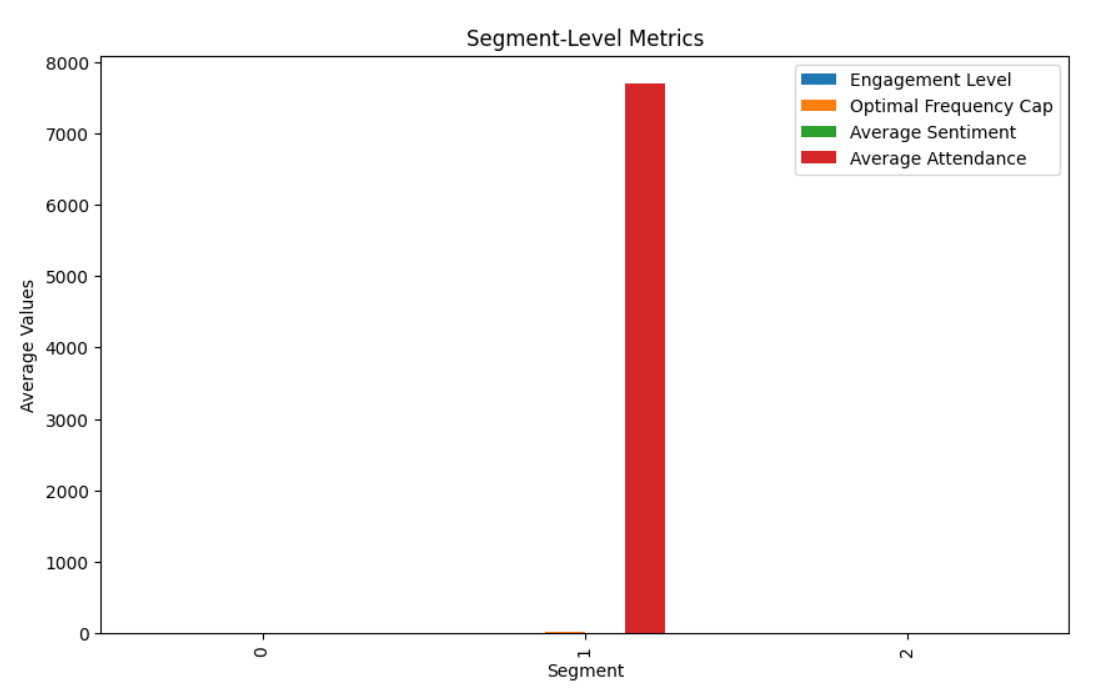 Segment-Level Metrics
Engagement Level
Optimal Frequency Cap
Average Sentiment
Average Attendance
8000
7000
6000
5000
4000
3000
2000
1000
0
Average Values
0
1
2
Segment